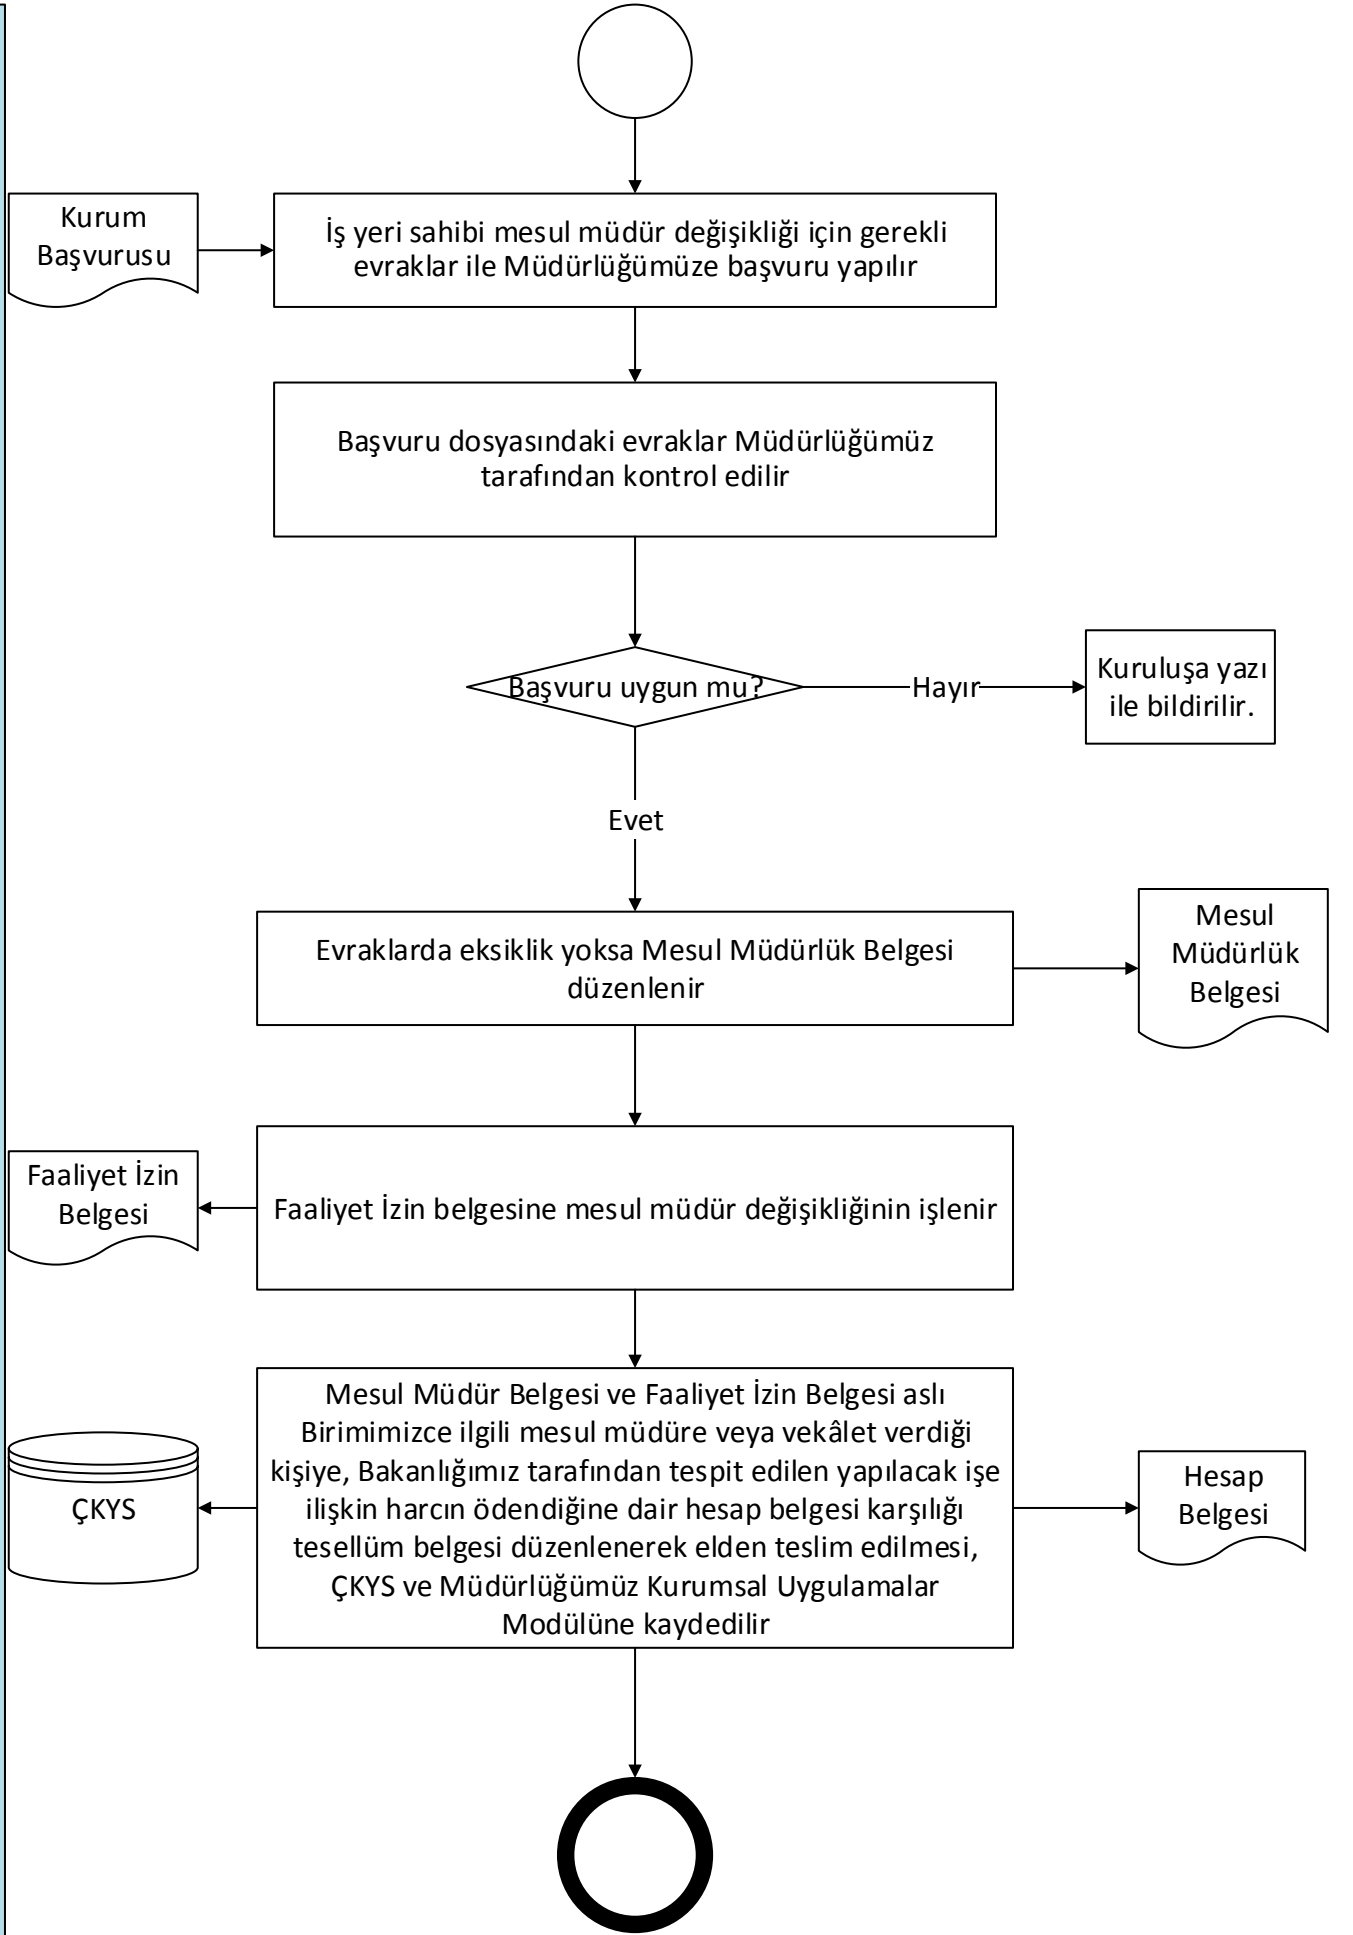 Kurum
Başvurusu
İş yeri sahibi mesul müdür değişikliği için gerekli
evraklar ile Müdürlüğümüze başvuru yapılır
Başvuru dosyasındaki evraklar Müdürlüğümüz
tarafından kontrol edilir
Başvuru uygun mu?
Hayır
Kuruluşa yazı
ile bildirilir.
Evet
Evraklarda eksiklik yoksa Mesul Müdürlük Belgesi
düzenlenir
Mesul
Müdürlük
Belgesi
Faaliyet İzin
Belgesi
Faaliyet İzin belgesine mesul müdür değişikliğinin işlenir
Mesul Müdür Belgesi ve Faaliyet İzin Belgesi aslı
Birimimizce ilgili mesul müdüre veya vekâlet verdiği
kişiye, Bakanlığımız tarafından tespit edilen yapılacak işe
ilişkin harcın ödendiğine dair hesap belgesi karşılığı
tesellüm belgesi düzenlenerek elden teslim edilmesi,
ÇKYS ve Müdürlüğümüz Kurumsal Uygulamalar
Modülüne kaydedilir
ÇKYS
Hesap
Belgesi